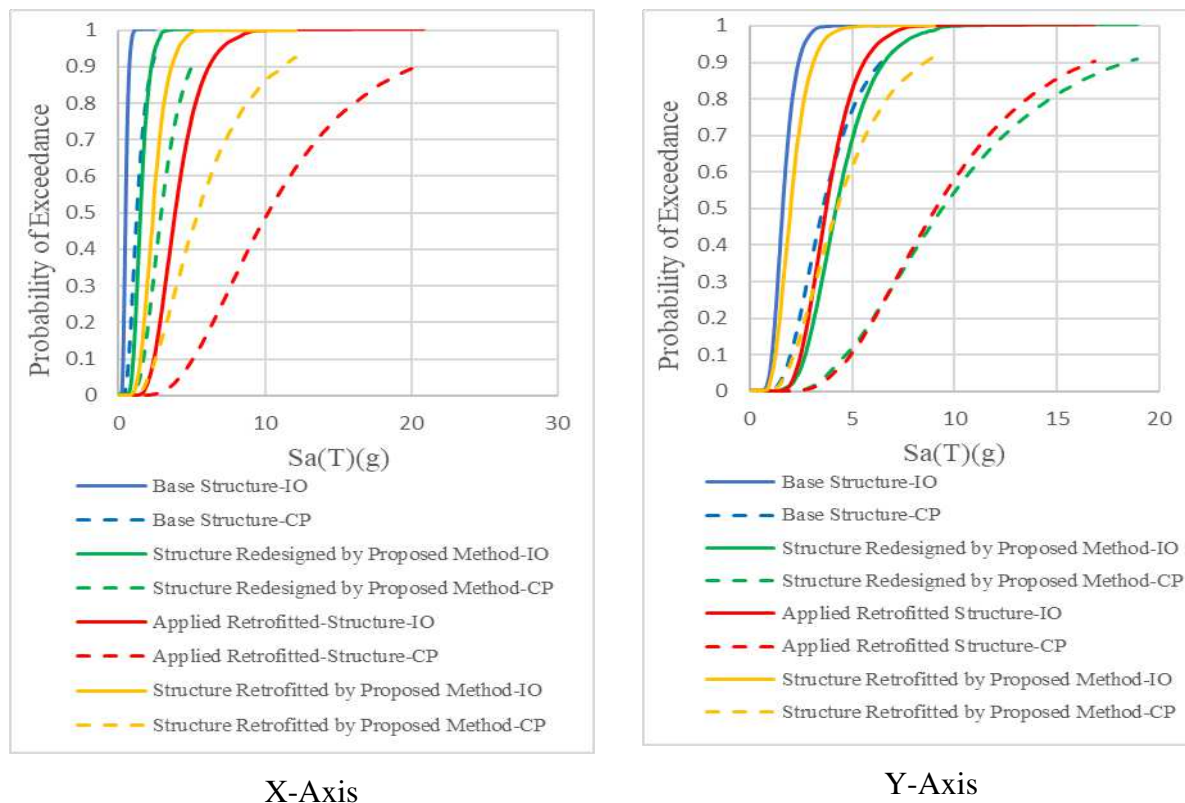 1
0.9
0.8
0.7
0.6
0.5
0.4
0.3
0.2
0.1
0
Probability of Exceedance
0 10 20 30
Sa(T)(g)
Base Structure-IO
Base Structure-CP
Structure Redesigned by Proposed Method-IO
Structure Redesigned by Proposed Method-CP
Applied Retrofitted-Structure-IO
Applied Retrofitted-Structure-CP
Structure Retrofitted by Proposed Method-IO
Structure Retrofitted by Proposed Method-CP
X-Axis
1
0.9
0.8
0.7
0.6
0.5
0.4
0.3
0.2
0.1
0
Probability of Exceedance
0 5 10 15 20
Sa(T)(g)
Base Structure-IO
Base Structure-CP
Structure Redesigned by Proposed Method-IO
Structure Redesigned by Proposed Method-CP
Applied Retrofitted Structure-IO
Applied Retrofitted Structure-CP
Structure Retrofitted by Proposed Method-IO
Structure Retrofitted by Proposed Method-CP
Y-Axis